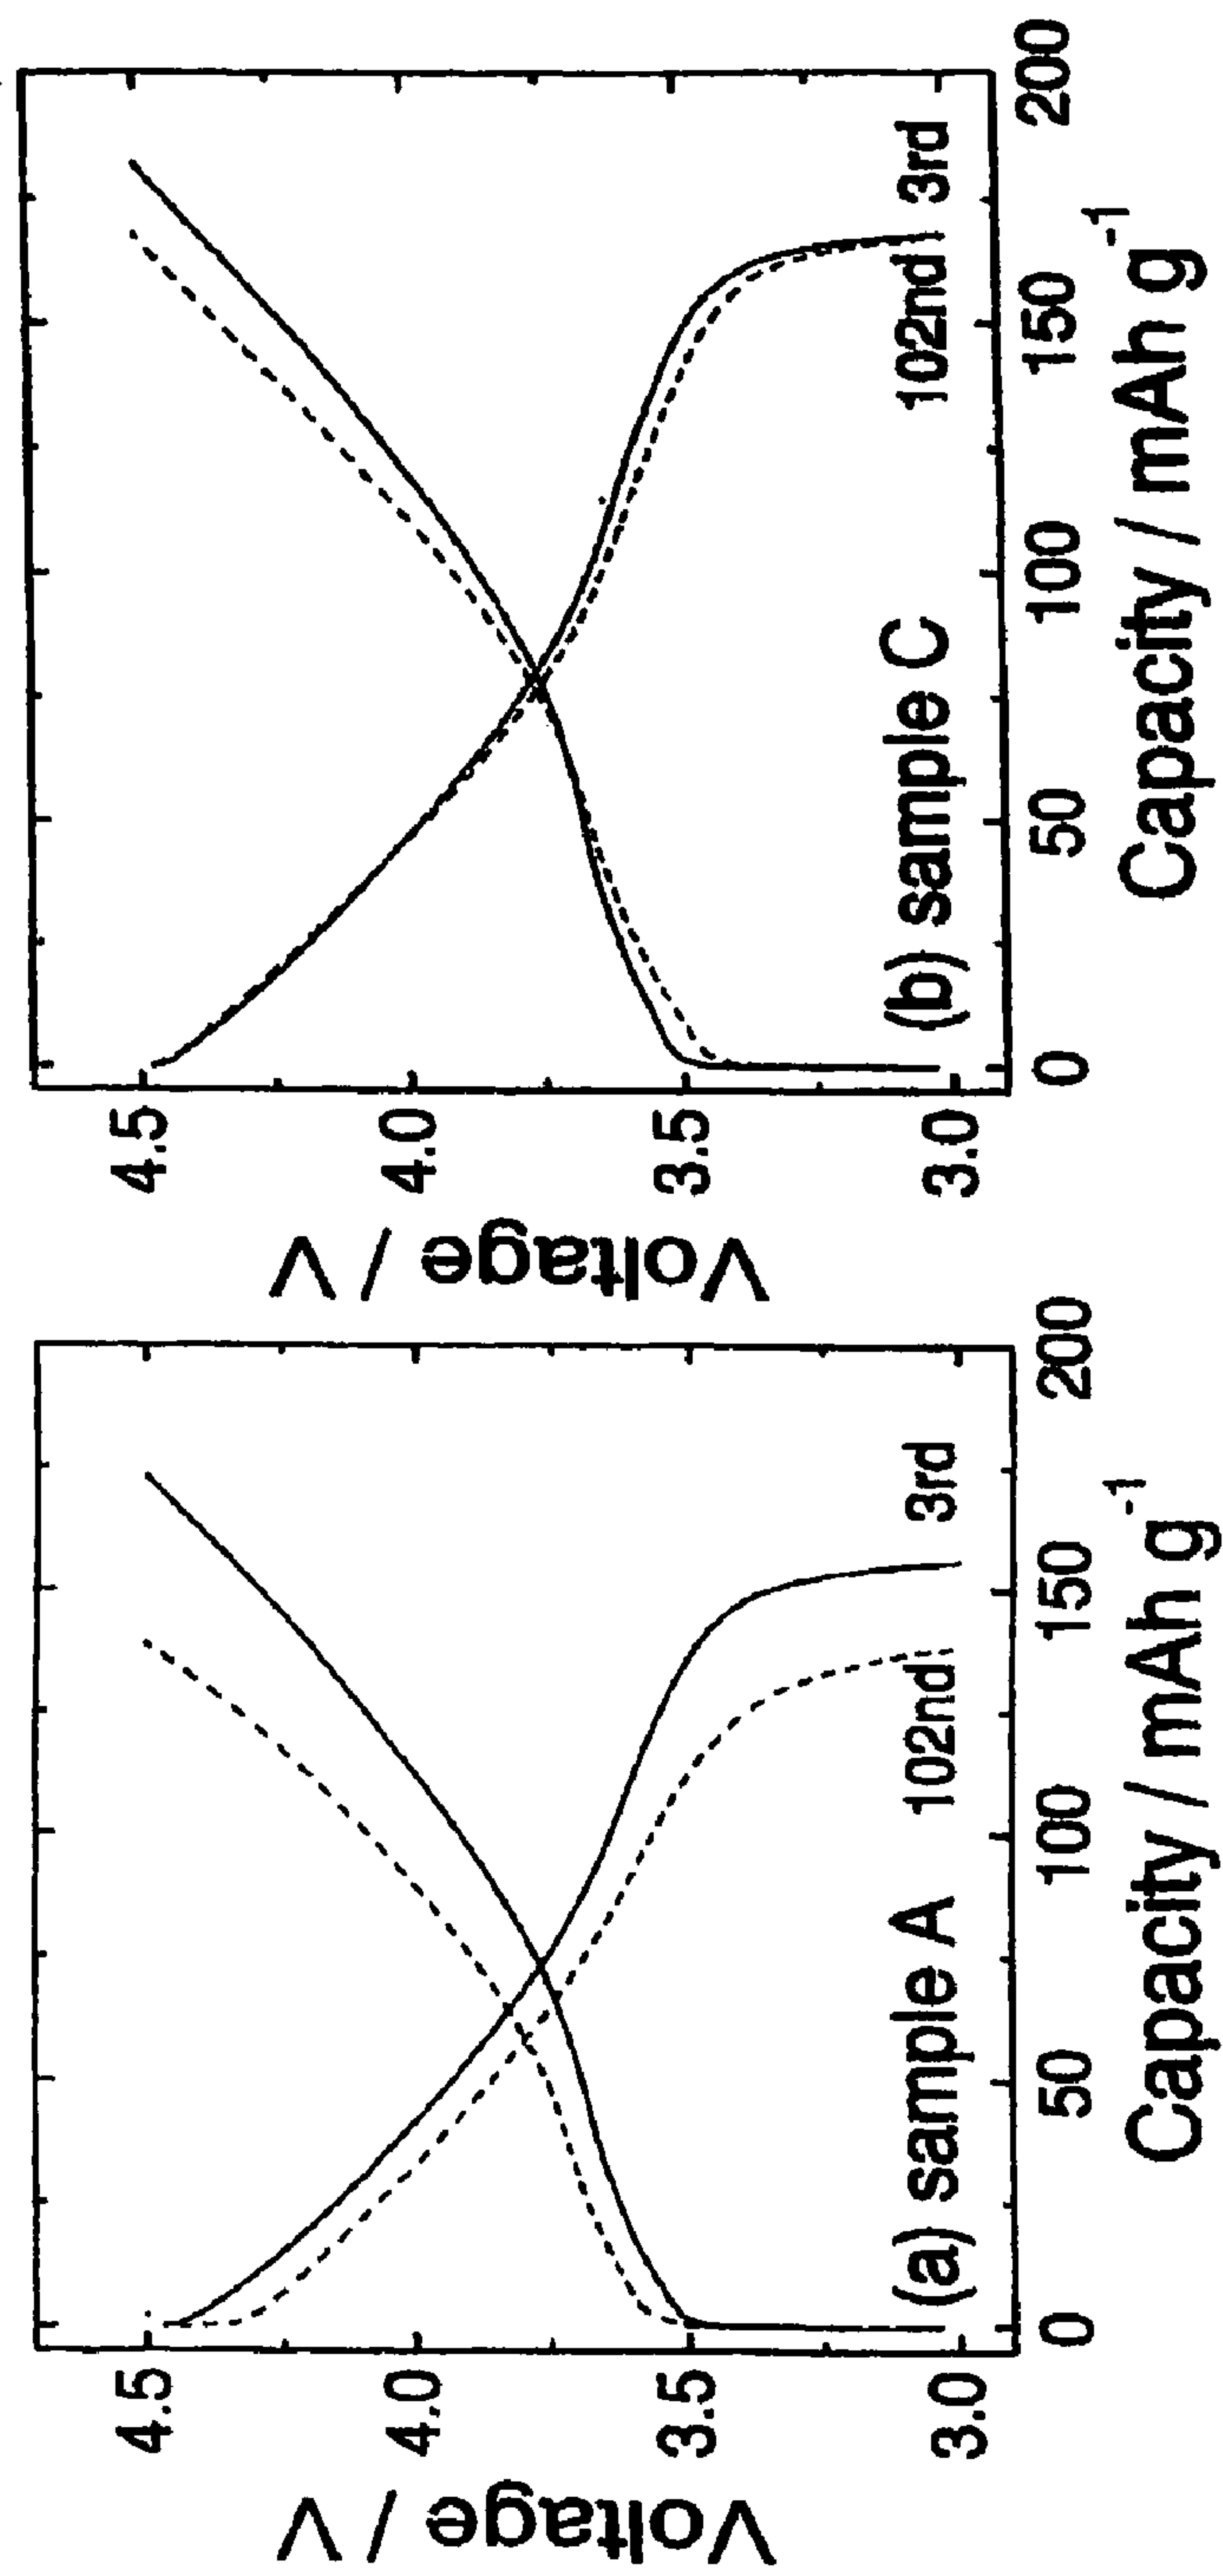 Voltage / V
4.5
4.0
3.5
3.0
(a) sample A
102nd
3rd
0
50
100
150
200
Capacity / mAh g-1
Voltage / V
4.5
4.0
3.5
3.0
(b) sample C
102nd
3rd
0
50
100
150
200
Capacity / mAh g-1